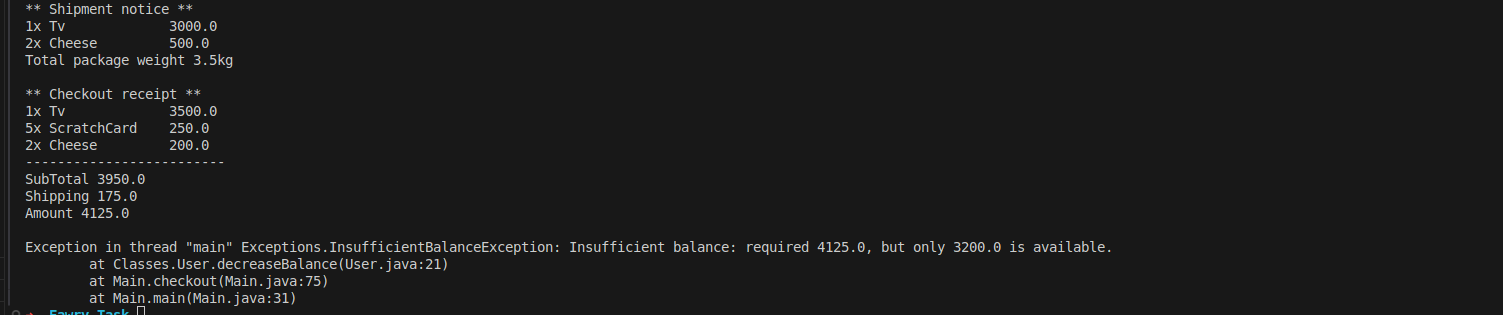 ** Shipment notice **
1x Tv             3000.0
2x Cheese         500.0
Total package weight 3.5kg

** Checkout receipt **
1x Tv             3500.0
5x ScratchCard    250.0
2x Cheese         200.0
-------------------------
SubTotal 3950.0
Shipping 175.0
Amount 4125.0

Exception in thread "main" Exceptions.InsufficientBalanceException: Insufficient balance: required 4125.0, but only 3200.0 is available.
        at Classes.User.decreaseBalance(User.java:21)
        at Main.checkout(Main.java:75)
        at Main.main(Main.java:31)
Fawry Task